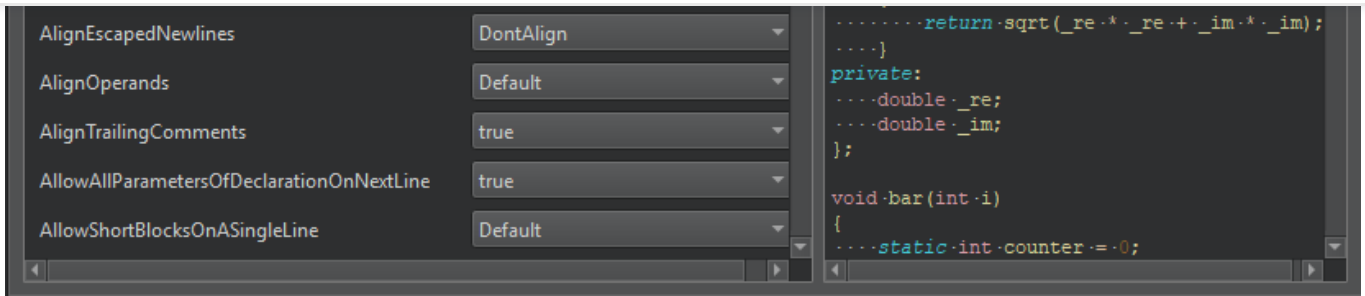 AlignEscapedNewlines DontAlign
AlignOperands Default
AlignTrailingComments true
AllowAllParametersOfDeclarationOnNextLine true
AllowShortBlocksOnASingleLine Default
········return·sqrt(_re·*·_re·+·_im·*·_im);
····}
private:
····double·_re;
····double·_im;
};
void·bar(int·i)
{
····static·int·counter·=·0;